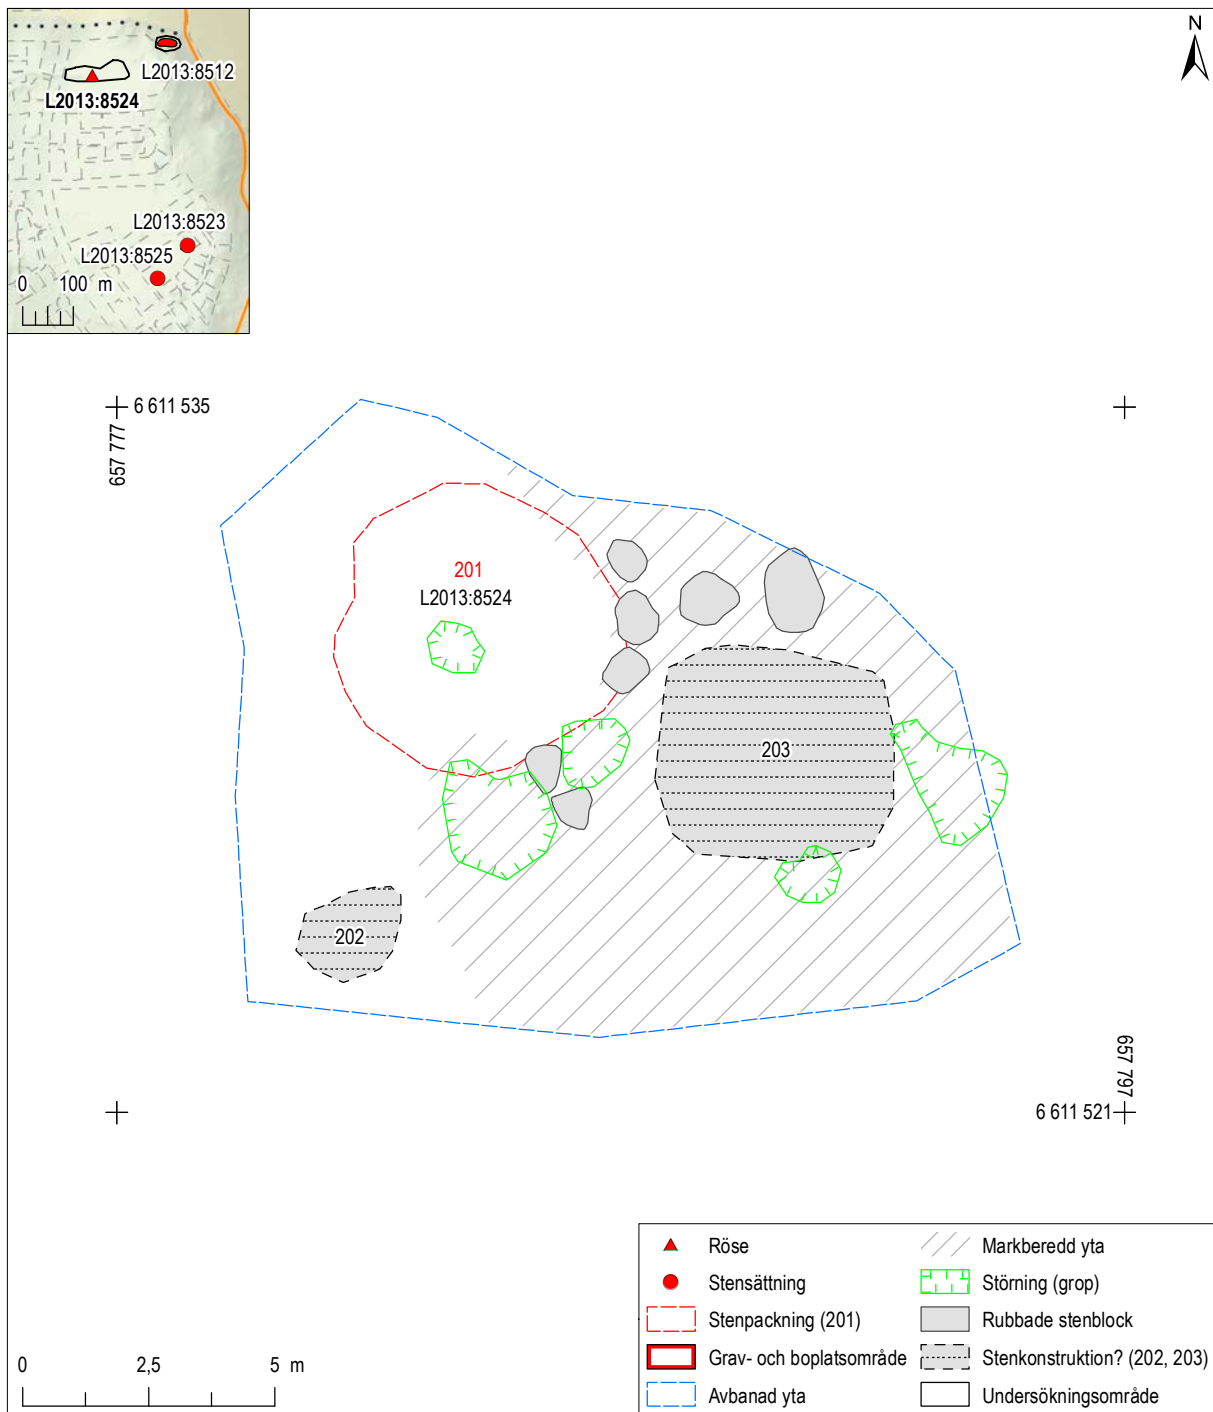 N
L2013:8512
L2013:8524
L2013:8523
L2013:8525
0 100 m
6 611 535
657 777
201
L2013:8524
203
202
657 797
6 611 521
Röse
Stensättning
Stenpackning (201)
Grav- och boplatsområde
Avbanad yta
Markberedd yta
Störning (grop)
Rubbade stenblock
Stenkonstruktion? (202, 203)
Undersökningsområde
0 2,5 5 m